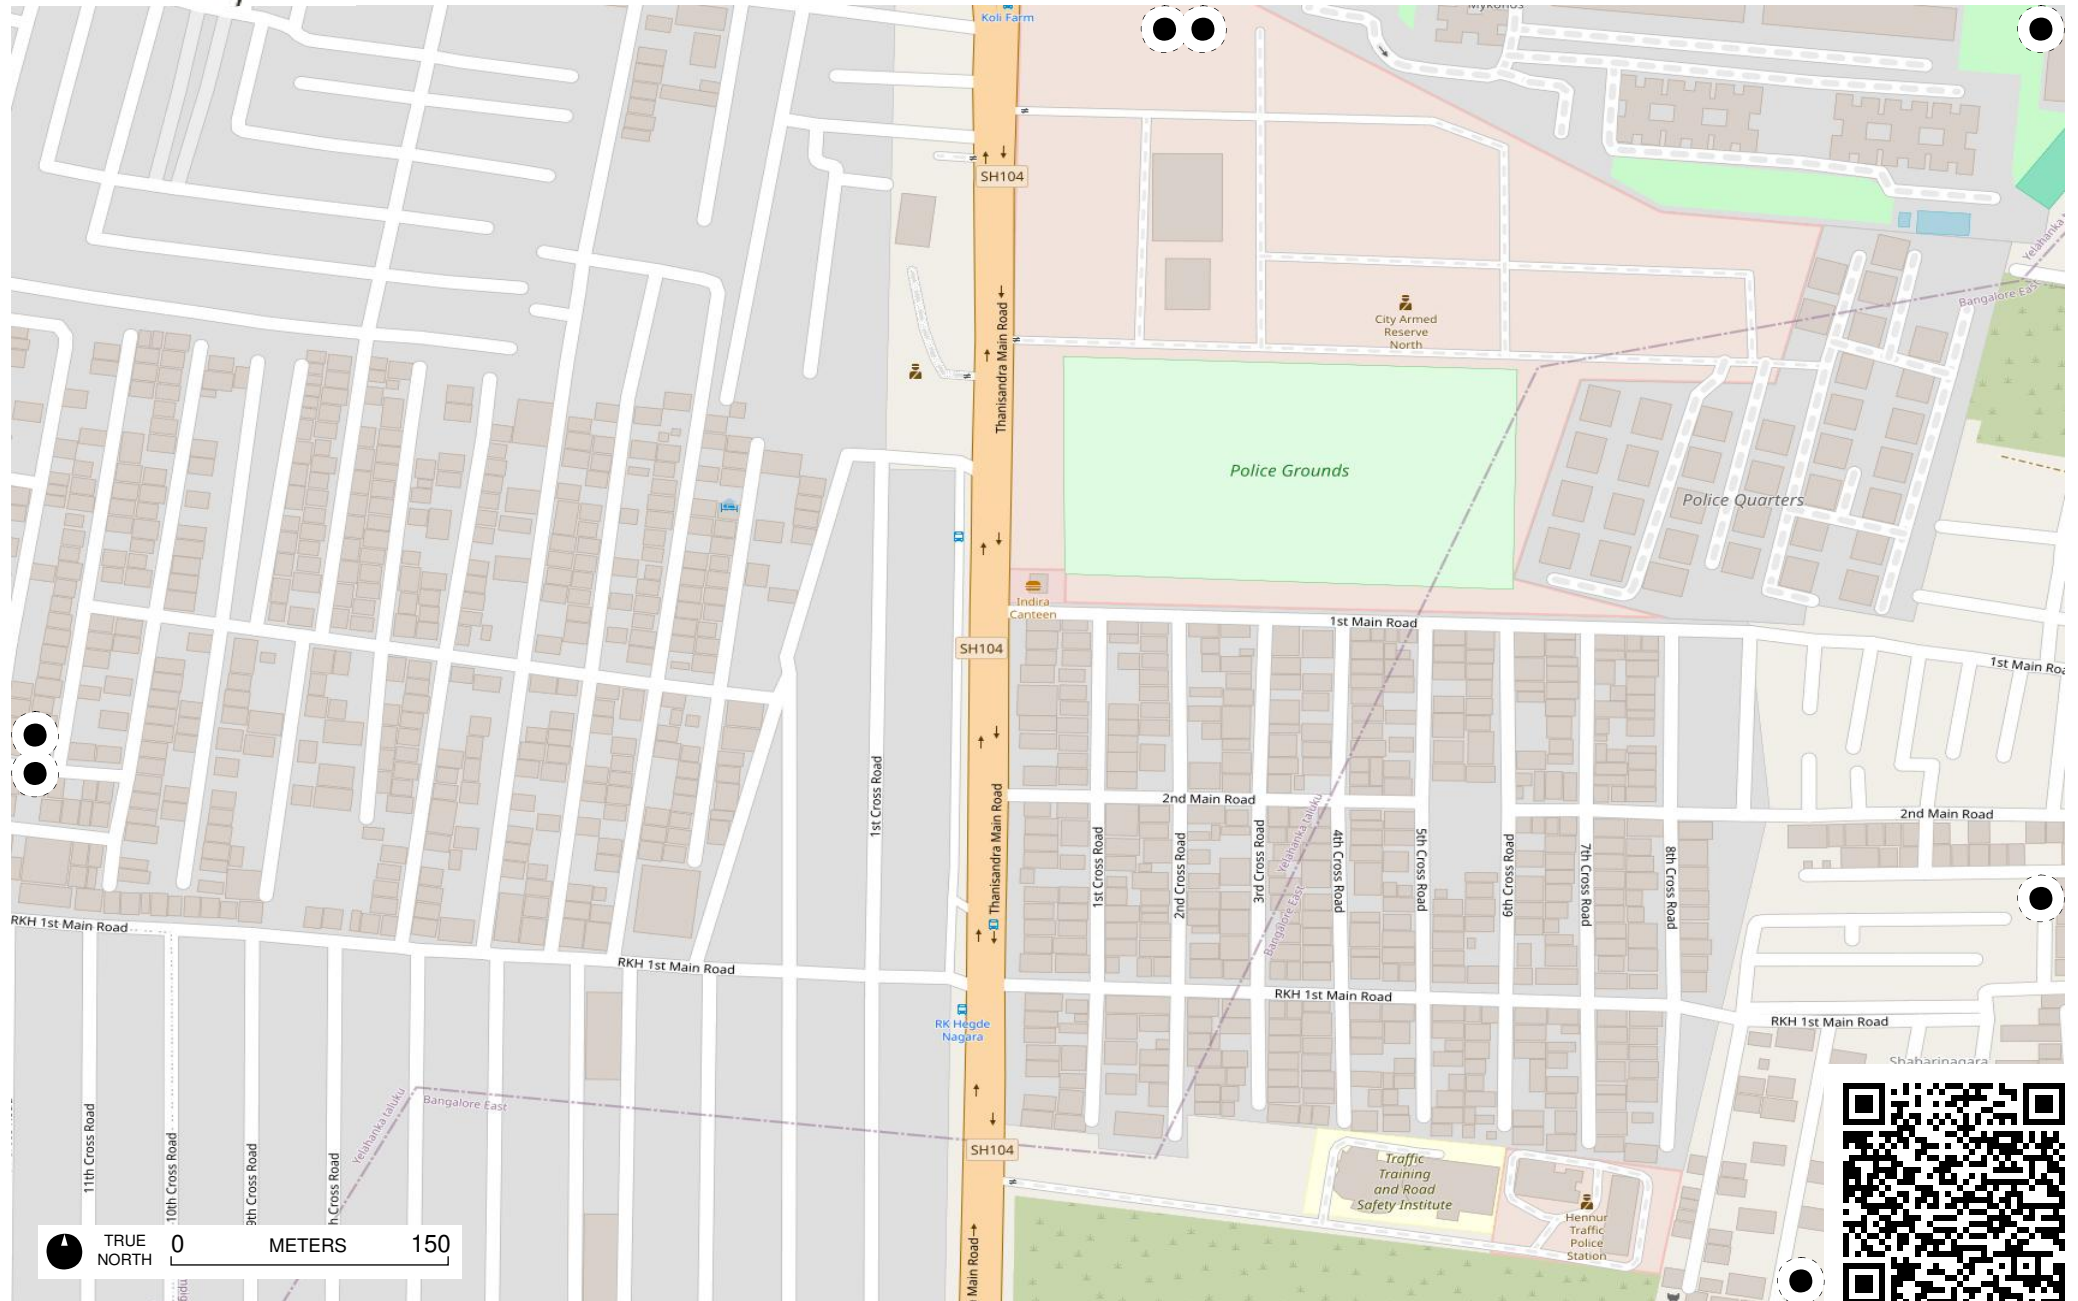 Koli Farm
SH104
Thanisandra Main Road
City Armed
Reserve
North
Yelahanka
Bangalore East
Police Grounds
Police Quarters
Indira
Canteen
1st Main Road
SH104
1st Main Roa
1st Cross Road
Thanisandra Main Road
2nd Main Road
2nd Main Road
1st Cross Road
2nd Cross Road
3rd Cross Road
Yelahanka taluku
Bangalore East
4th Cross Road
5th Cross Road
6th Cross Road
7th Cross Road
8th Cross Road
RKH 1st Main Road
RKH 1st Main Road
RKH 1st Main Road
RKH 1st Main Road
RK Hegde
Nagara
Shabarinagara
11th Cross Road
10th Cross Road
9th Cross Road
h Cross Road
Yelahanka taluku
Bangalore East
SH104
Traffic
Training
and Road
Safety Institute
Hennur
Traffic
Police
Station
Main Road
TRUE
NORTH
0 METERS 150